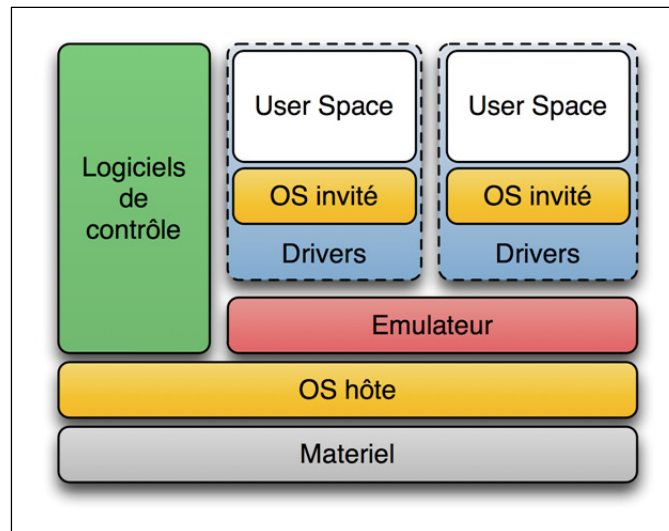 Logiciels
de
contrôle
User Space
OS invité
Drivers
User Space
OS invité
Drivers
Emulateur
OS hôte
Materiel